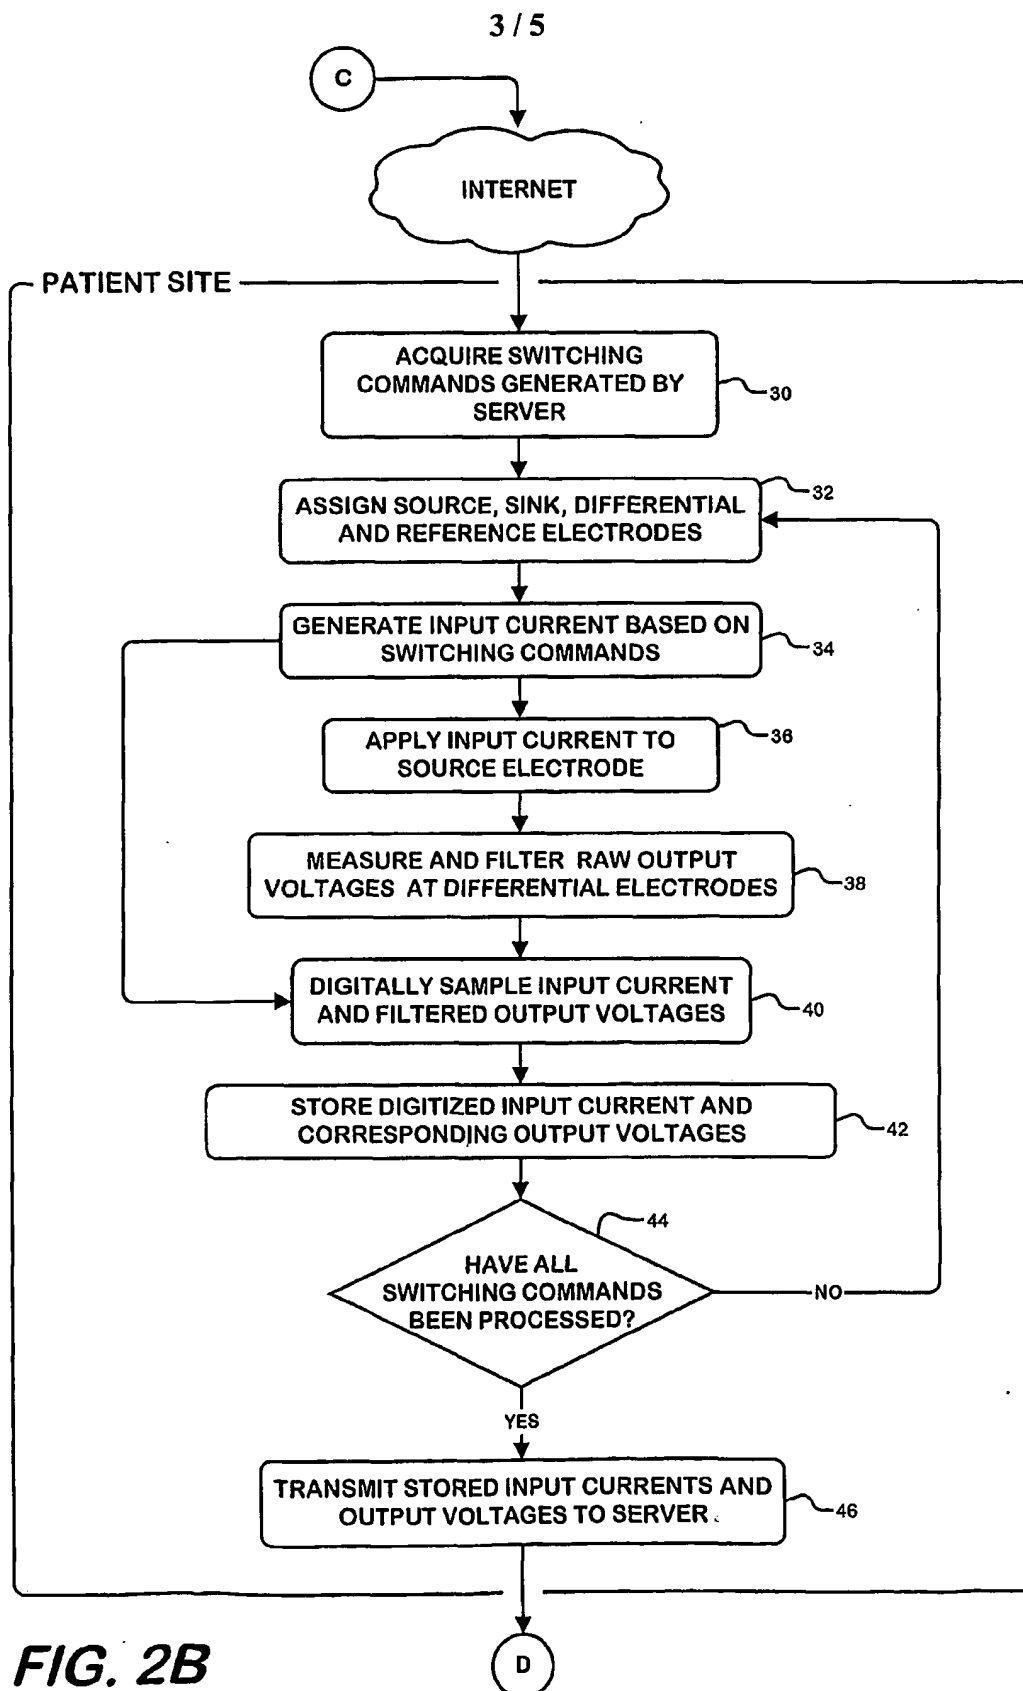 3 / 5
C
INTERNET
PATIENT SITE
ACQUIRE SWITCHING
COMMANDS GENERATED BY
SERVER
30
ASSIGN SOURCE, SINK, DIFFERENTIAL
AND REFERENCE ELECTRODES
32
GENERATE INPUT CURRENT BASED ON
SWITCHING COMMANDS
34
APPLY INPUT CURRENT TO
SOURCE ELECTRODE
36
MEASURE AND FILTER RAW OUTPUT
VOLTAGES AT DIFFERENTIAL ELECTRODES
38
DIGITALLY SAMPLE INPUT CURRENT
AND FILTERED OUTPUT VOLTAGES
40
STORE DIGITIZED INPUT CURRENT AND
CORRESPONDING OUTPUT VOLTAGES
42
44
HAVE ALL
SWITCHING COMMANDS
BEEN PROCESSED?
NO
YES
TRANSMIT STORED INPUT CURRENTS AND
OUTPUT VOLTAGES TO SERVER
46
D
FIG. 2B